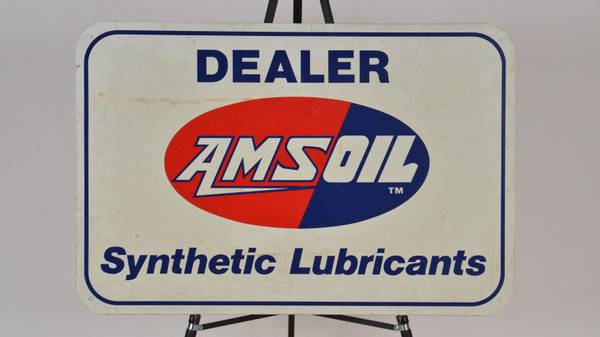 DEALER
AMSOIL
TM
Synthetic Lubricants